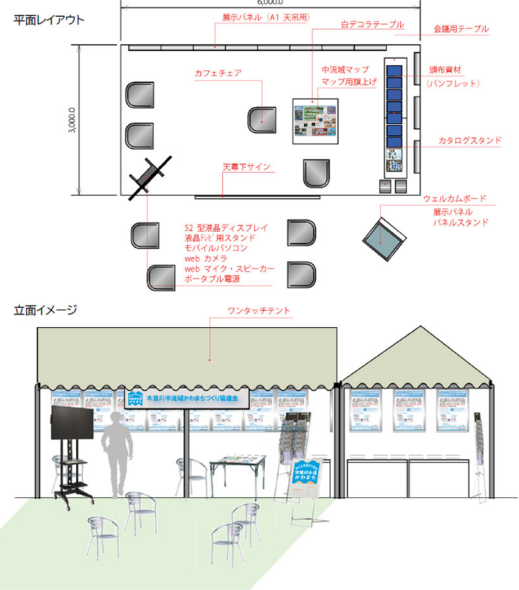 6,000.0
平面レイアウト
展示パネル（A1 天吊用）
白デコラテーブル
会議用テーブル
カフェチェア
中流域マップ
マップ用旗上げ
頒布資材
（パンフレット）
3,000.0
カタログスタンド
天幕下サイン
ウェルカムボード
展示パネル
パネルスタンド
52 型液晶ディスプレイ
液晶ﾃﾚﾋﾞ用スタンド
モバイルパソコン
web カメラ
web マイク・スピーカー
ポータブル電源
立面イメージ
ワンタッチテント
木曽川中流域かわまちづくり協議会
かわまち